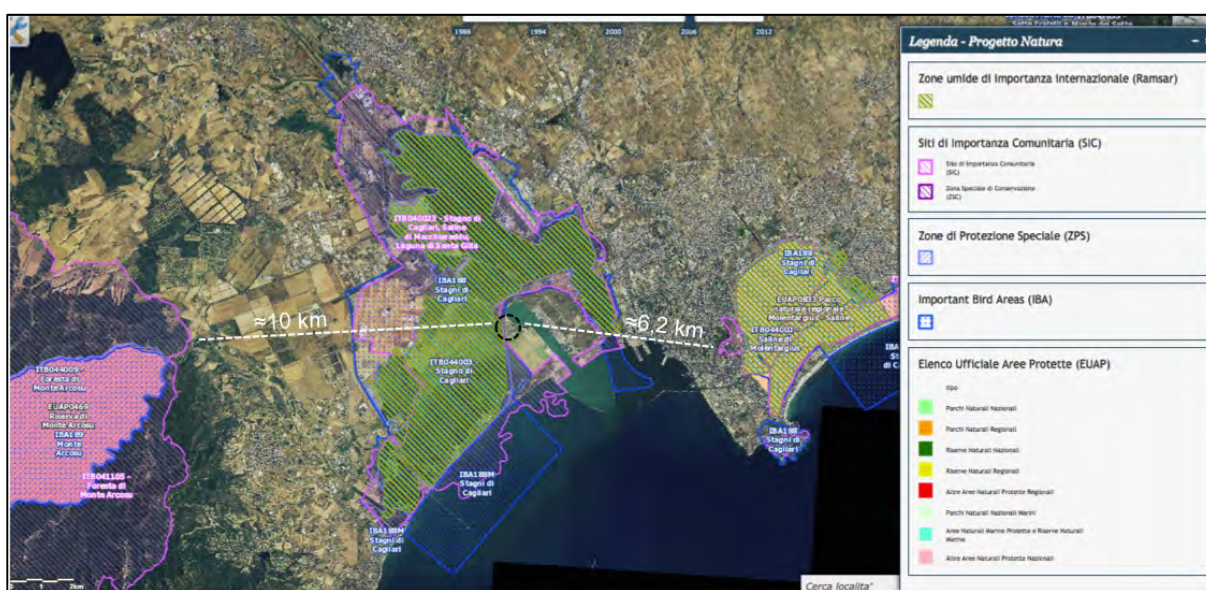 1988
1994
2000
2006
2012
Legenda - Progetto Natura
Zone umide di importanza internazionale (Ramsar)
Siti di Importanza Comunitaria (SIC)
Sito di Importanza Comunitaria
(SIC)
Zona Speciale di Conservazione
(ZSC)
Zone di Protezione Speciale (ZPS)
Important Bird Areas (IBA)
Elenco Ufficiale Aree Protette (EUAP)
tipo
Parchi Naturali Nazionali
Parchi Naturali Regionali
Riserve Naturali Nazionali
Riserve Naturali Regionali
Altre Aree Naturali Protette Regionali
Parchi Naturali Nazionali Marini
Aree Naturali Marine Protette e Riserve Naturali
Marine
Altre Aree Naturali Protette Nazionali
ITB040023 - Stagno di
Cagliari, Saline
di Macchiareddu,
Laguna di Santa Gilla
IBA188
Stagni di
Cagliari
≈10 km
≈6,2 km
ITB044003
Stagno di
Cagliari
IBA188
Stagni di
Cagliari
EUAP0833 Parco
naturale regionale
Molentargius - Saline
ITB044002
Saline di
Molentargius
ITB044009
Foresta di
Monte Arcosu
EUAP0469
Riserva di
Monte Arcosu
IBA189
Monte
Arcosu
ITB041105 -
Foresta di
Monte Arcosu
IBA188M
Stagni di
Cagliari
IBA188M
Stagni di
Cagliari
IBA188
Stagni di
Cagliari
Cerca localita'